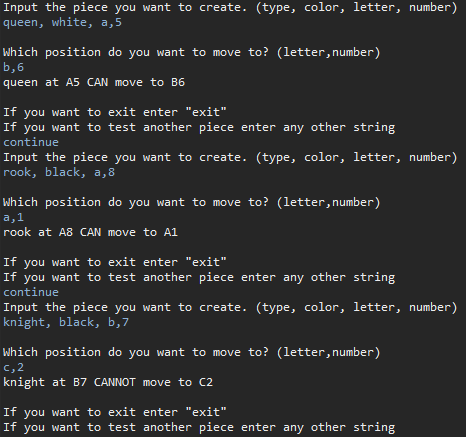 Input the piece you want to create. (type, color, letter, number)
queen, white, a,5
Which position do you want to move to? (letter,number)
b,6
queen at A5 CAN move to B6
If you want to exit enter "exit"
If you want to test another piece enter any other string
continue
Input the piece you want to create. (type, color, letter, number)
rook, black, a,8
Which position do you want to move to? (letter,number)
a,1
rook at A8 CAN move to A1
If you want to exit enter "exit"
If you want to test another piece enter any other string
continue
Input the piece you want to create. (type, color, letter, number)
knight, black, b,7
Which position do you want to move to? (letter,number)
c,2
knight at B7 CANNOT move to C2
If you want to exit enter "exit"
If you want to test another piece enter any other string